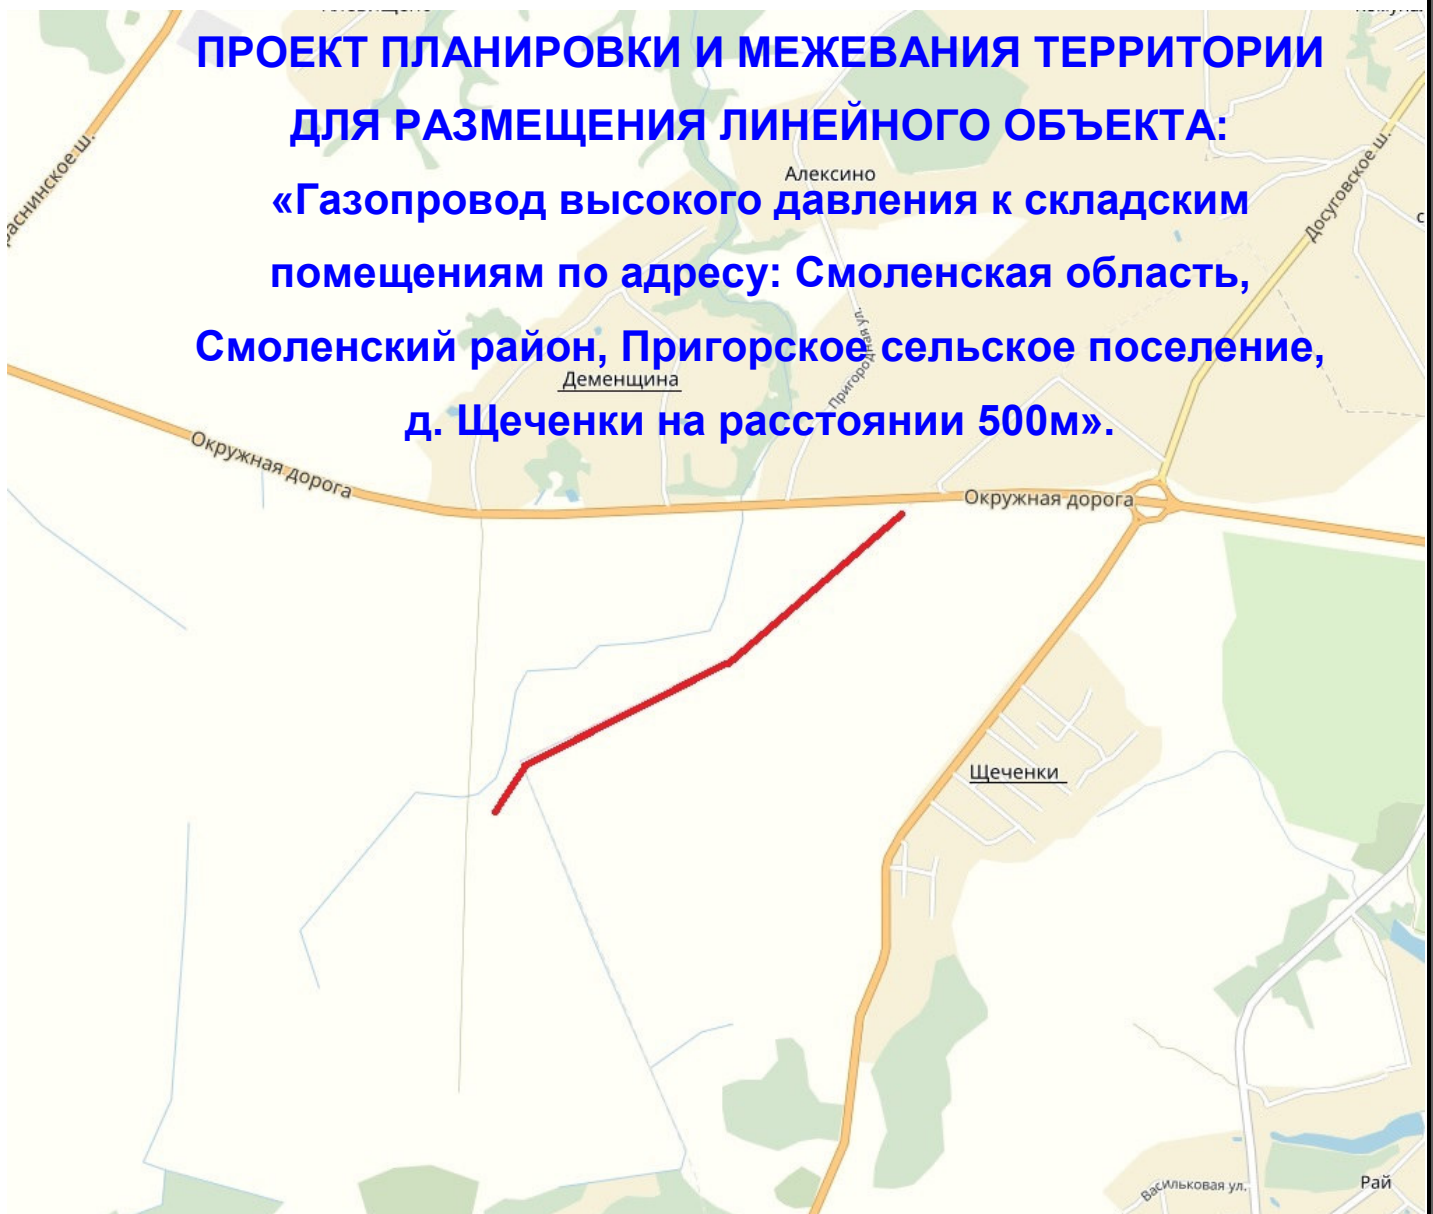 ПРОЕКТ ПЛАНИРОВКИ И МЕЖЕВАНИЯ ТЕРРИТОРИИ
ДЛЯ РАЗМЕЩЕНИЯ ЛИНЕЙНОГО ОБЪЕКТА:
«Газопровод высокого давления к складским
помещениям по адресу: Смоленская область,
Смоленский район, Пригорское сельское поселение,
д. Щеченки на расстоянии 500м».
Досуговское ш.
Алексино
Пригородная ул.
Деменщина
Окружная дорога
Окружная дорога
Щеченки
Васильковая ул.
Рай